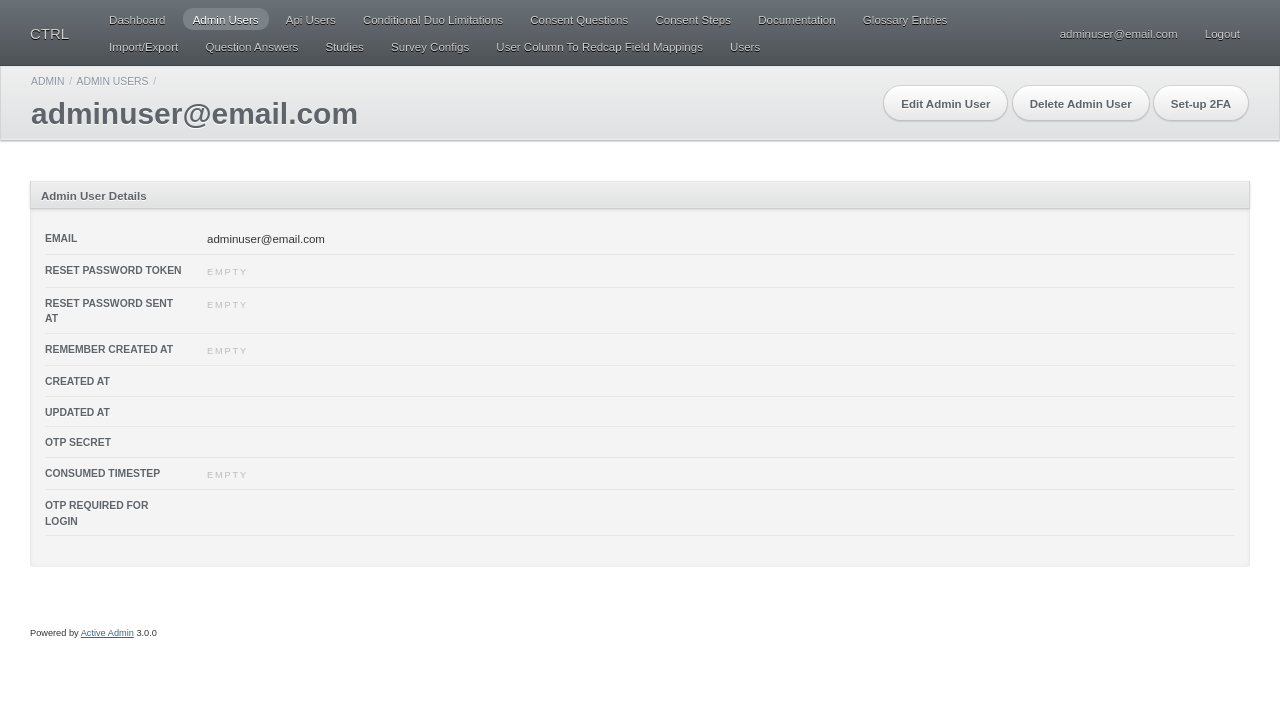 CTRL
Dashboard Admin Users Api Users Conditional Duo Limitations Consent Questions Consent Steps Documentation Glossary Entries
Import/Export Question Answers Studies Survey Configs User Column To Redcap Field Mappings Users
adminuser@email.com Logout
ADMIN / ADMIN USERS /
adminuser@email.com
Edit Admin User Delete Admin User Set-up 2FA
Admin User Details
EMAIL adminuser@email.com
RESET PASSWORD TOKEN EMPTY
RESET PASSWORD SENT EMPTY
AT
REMEMBER CREATED AT EMPTY
CREATED AT
UPDATED AT
OTP SECRET
CONSUMED TIMESTEP EMPTY
OTP REQUIRED FOR
LOGIN
Powered by Active Admin 3.0.0